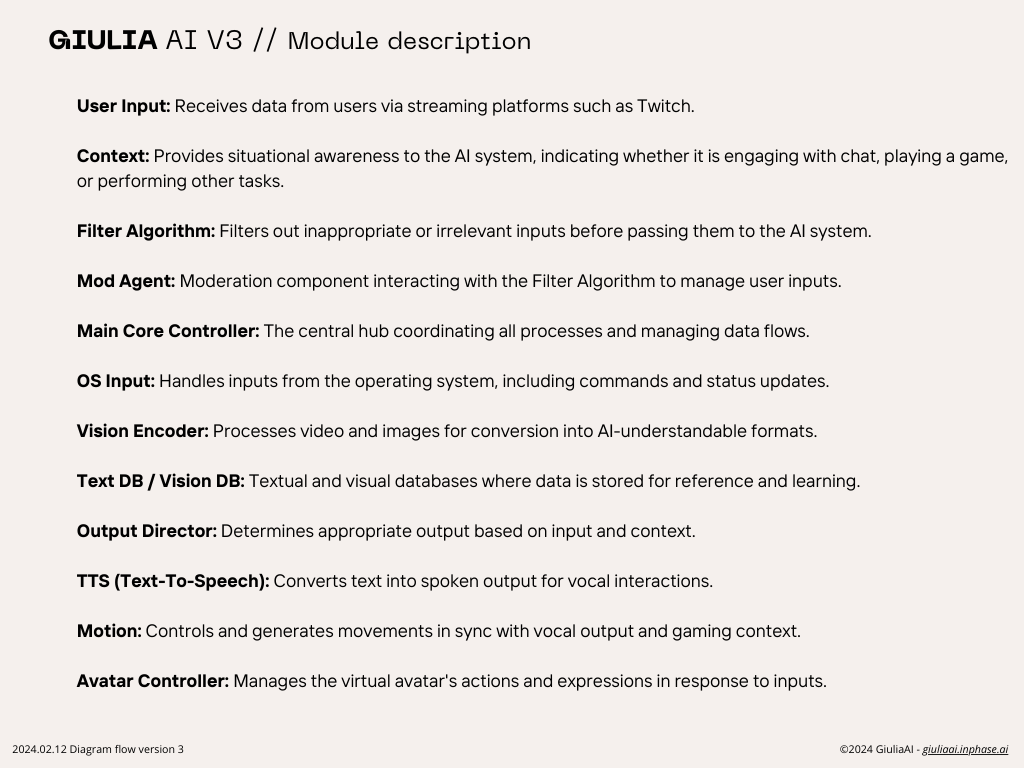 GIULIA AI V3 // Module description
User Input: Receives data from users via streaming platforms such as Twitch.
Context: Provides situational awareness to the AI system, indicating whether it is engaging with chat, playing a game,
or performing other tasks.
Filter Algorithm: Filters out inappropriate or irrelevant inputs before passing them to the AI system.
Mod Agent: Moderation component interacting with the Filter Algorithm to manage user inputs.
Main Core Controller: The central hub coordinating all processes and managing data flows.
OS Input: Handles inputs from the operating system, including commands and status updates.
Vision Encoder: Processes video and images for conversion into AI-understandable formats.
Text DB / Vision DB: Textual and visual databases where data is stored for reference and learning.
Output Director: Determines appropriate output based on input and context.
TTS (Text-To-Speech): Converts text into spoken output for vocal interactions.
Motion: Controls and generates movements in sync with vocal output and gaming context.
Avatar Controller: Manages the virtual avatar's actions and expressions in response to inputs.
2024.02.12 Diagram flow version 3
©2024 GiuliaAI - giuliaai.inphase.ai